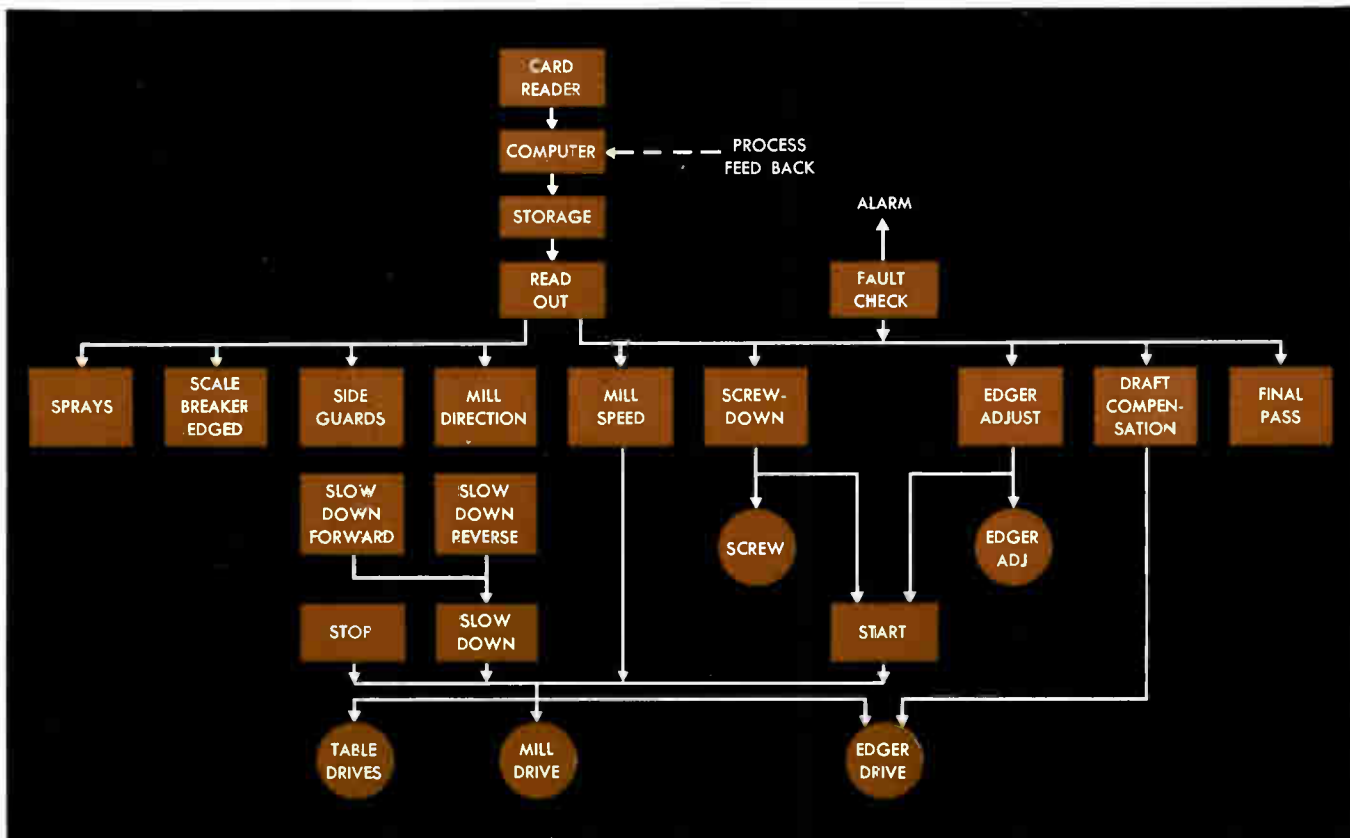 CARD
READER
COMPUTER
PROCESS
FEED BACK
STORAGE
ALARM
READ
OUT
FAULT
CHECK
SPRAYS
SCALE
BREAKER
EDGED
SIDE
GUARDS
MILL
DIRECTION
MILL
SPEED
SCREW-
DOWN
EDGER
ADJUST
DRAFT
COMPEN-
SATION
FINAL
PASS
SLOW
DOWN
FORWARD
SLOW
DOWN
REVERSE
SCREW
EDGER
ADJ
STOP
SLOW
DOWN
START
TABLE
DRIVES
MILL
DRIVE
EDGER
DRIVE